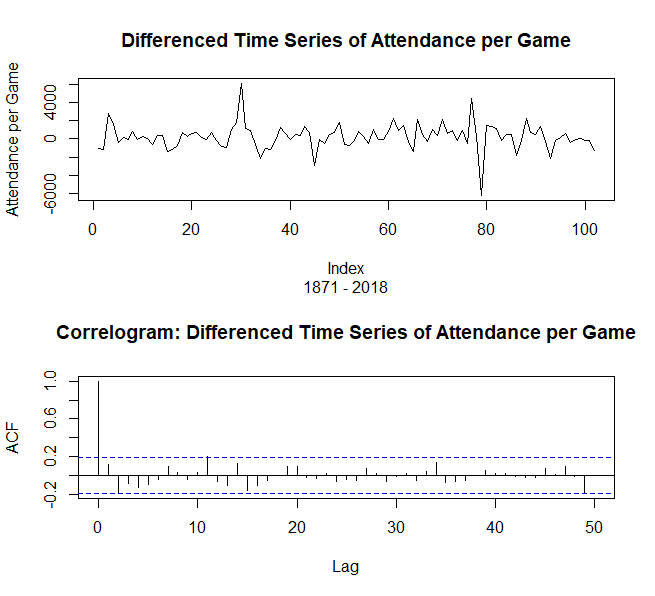 Differenced Time Series of Attendance per Game
Attendance per Game
4000
0
-6000
0 20 40 60 80 100
Index
1871 - 2018
Correlogram: Differenced Time Series of Attendance per Game
ACF
1.0
0.6
0.2
-0.2
0 10 20 30 40 50
Lag